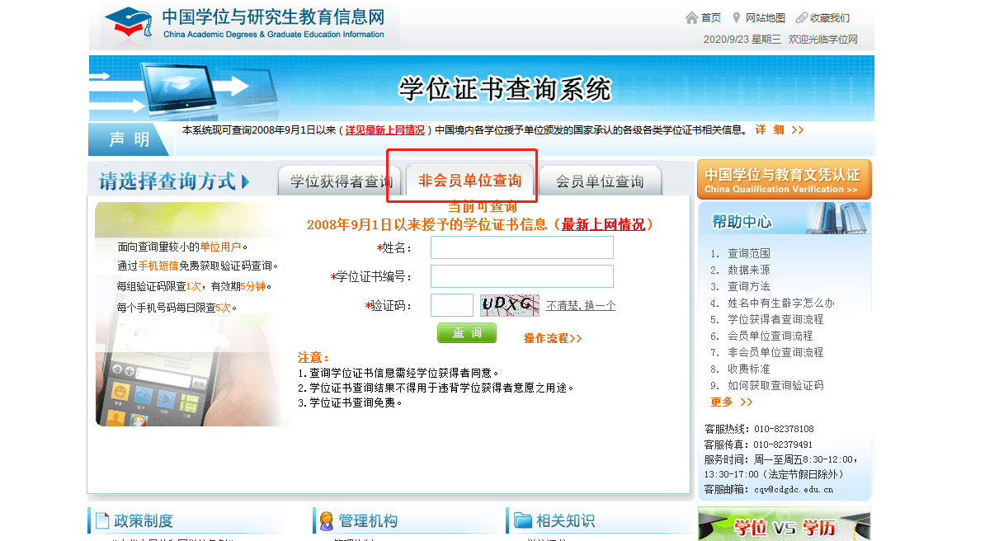 中国学位与研究生教育信息网
China Academic Degrees & Graduate Education Information
首页 网站地图 收藏我们
2020/9/23 星期三 欢迎光临学位网
学位证书查询系统
声 明
本系统现可查询2008年9月1日以来（详见最新上网情况）中国境内各学位授予单位颁发的国家承认的各级各类学位证书相关信息。 详 细 >>
请选择查询方式
学位获得者查询
非会员单位查询
会员单位查询
面向查询量较小的单位用户。
通过手机短信免费获取验证码查询。
每组验证码限查1次，有效期5分钟。
每个手机号码每日限查5次。
当前可查询
2008年9月1日以来授予的学位证书信息（最新上网情况）
*姓名：
*学位证书编号：
*验证码：
UDXG 不清楚,换一个
查 询
操作流程>>
注意：
1.查询学位证书信息需经学位获得者同意。
2.学位证书查询结果不得用于违背学位获得者意愿之用途。
3.学位证书查询免费。
中国学位与教育文凭认证
China Qualification Verification >>
帮助中心
1. 查询范围
2. 数据来源
3. 查询方法
4. 姓名中有生僻字怎么办
5. 学位获得者查询流程
6. 会员单位查询流程
7. 非会员单位查询流程
8. 收费标准
9. 如何获取查询验证码
更多 >>
客服热线：010-82378108
客服传真：010-82379491
服务时间：周一至周五8:30-12:00，
13:30-17:00（法定节假日除外）
客服邮箱：cqv@cdgdc.edu.cn
政策制度
管理机构
相关知识
学位 VS 学历